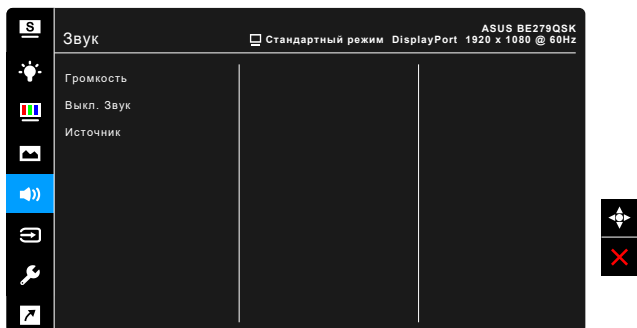 S
Звук
ASUS BE279QSK
Стандартный режим DisplayPort 1920 x 1080 @ 60Hz
Громкость
Выкл. Звук
Источник